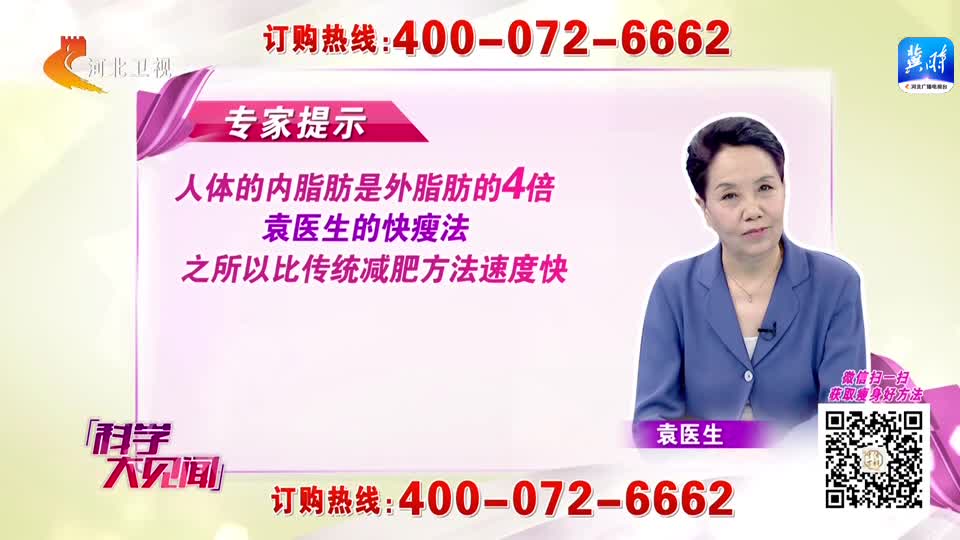 订购热线:400-072-6662
河北卫视
冀时
河北广播电视台
专家提示
人体的内脂肪是外脂肪的4倍
袁医生的快瘦法
之所以比传统减肥方法速度快
微信扫一扫
获取瘦身好方法
袁医生
「科学
大见闻」
订购热线:400-072-6662